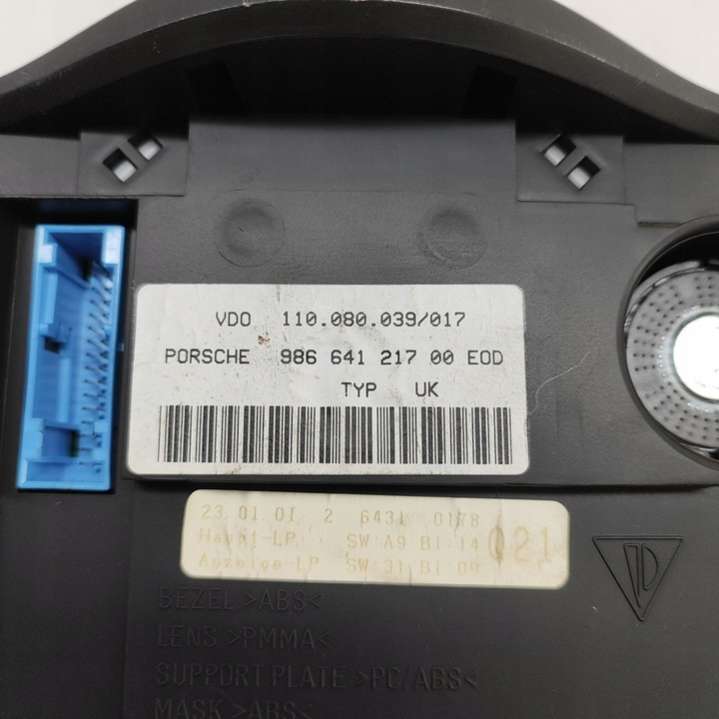 VDO 110.080.039/017
PORSCHE 986 641 217 00 EOD
TYP UK
23.01.01 2 6431 0178
Haupt-LP. SW A9 BI 14
Anzeige-LP SW 31 BI 09
021
BEZEL >ABS<
LENS >PMMA<
SUPPORT PLATE >PC/ABS<
MASK >ABS<